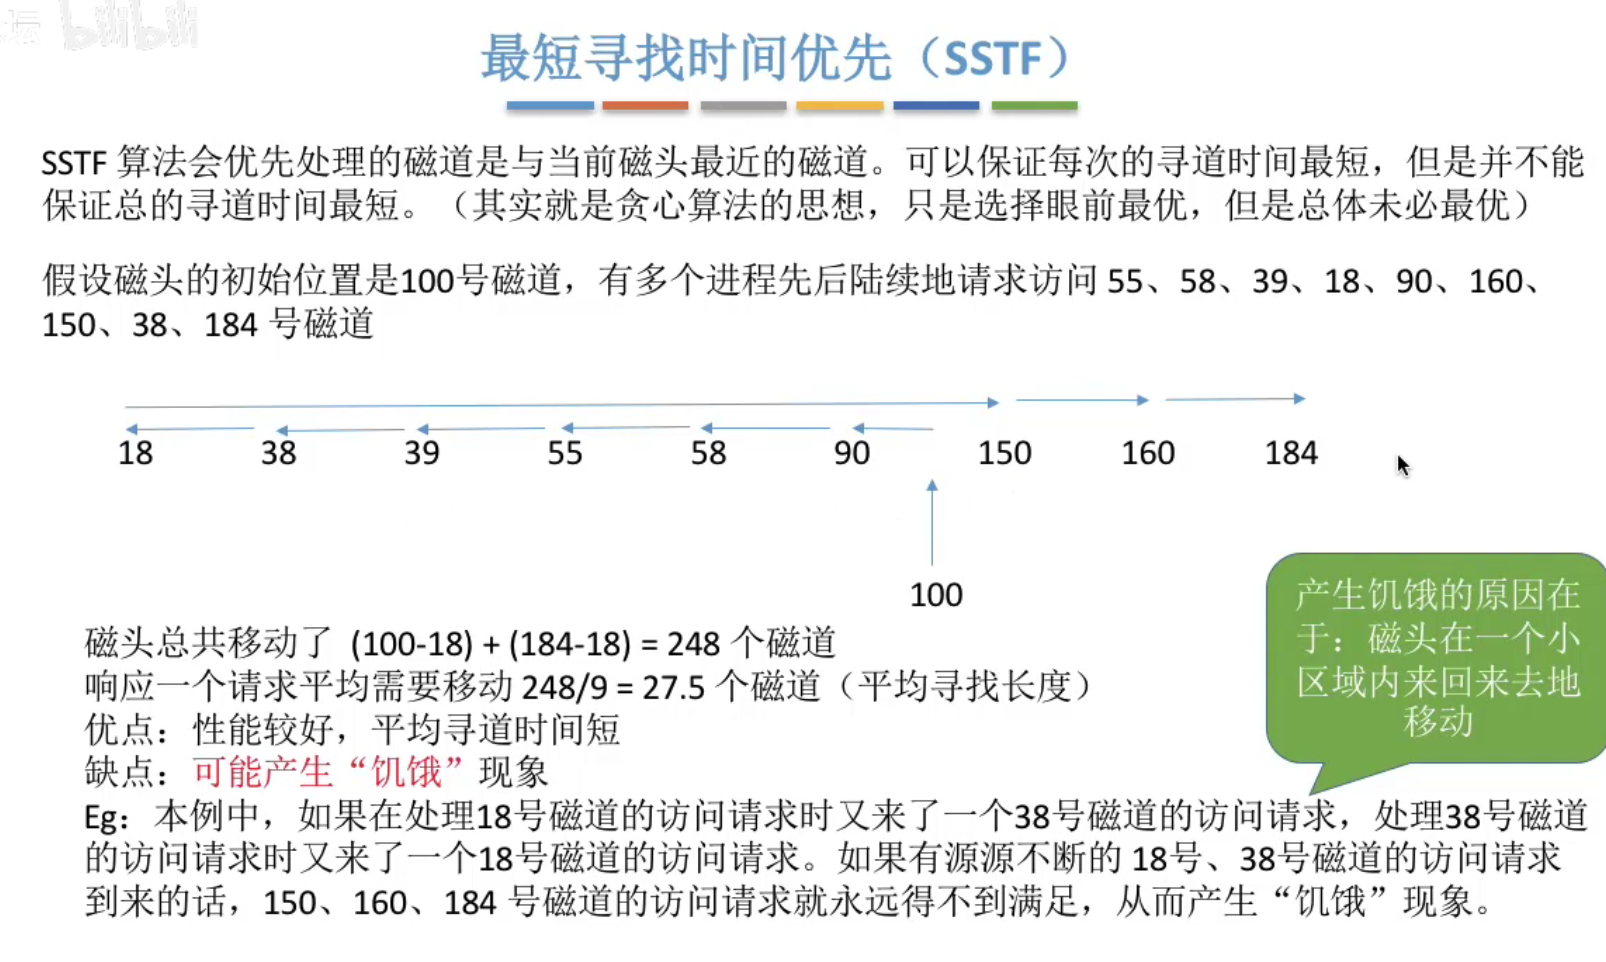 坛 bilibili
最短寻找时间优先（SSTF）
SSTF 算法会优先处理的磁道是与当前磁头最近的磁道。可以保证每次的寻道时间最短，但是并不能
保证总的寻道时间最短。（其实就是贪心算法的思想，只是选择眼前最优，但是总体未必最优）
假设磁头的初始位置是100号磁道，有多个进程先后陆续地请求访问 55、58、39、18、90、160、
150、38、184 号磁道
18 38 39 55 58 90 150 160 184
100
产生饥饿的原因在
于：磁头在一个小
区域内来回来去地
移动
磁头总共移动了 (100-18) + (184-18) = 248 个磁道
响应一个请求平均需要移动 248/9 = 27.5 个磁道（平均寻找长度）
优点：性能较好，平均寻道时间短
缺点：可能产生“饥饿”现象
Eg：本例中，如果在处理18号磁道的访问请求时又来了一个38号磁道的访问请求，处理38号磁道
的访问请求时又来了一个18号磁道的访问请求。如果有源源不断的 18号、38号磁道的访问请求
到来的话，150、160、184 号磁道的访问请求就永远得不到满足，从而产生“饥饿”现象。